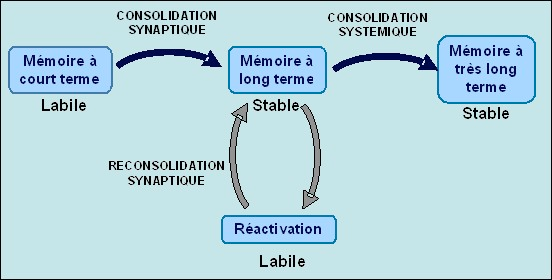 CONSOLIDATION
SYNAPTIQUE
CONSOLIDATION
SYSTEMIQUE
Mémoire à
court terme
Labile
Mémoire à
long terme
Stable
Mémoire à
très long
terme
Stable
RECONSOLIDATION
SYNAPTIQUE
Réactivation
Labile